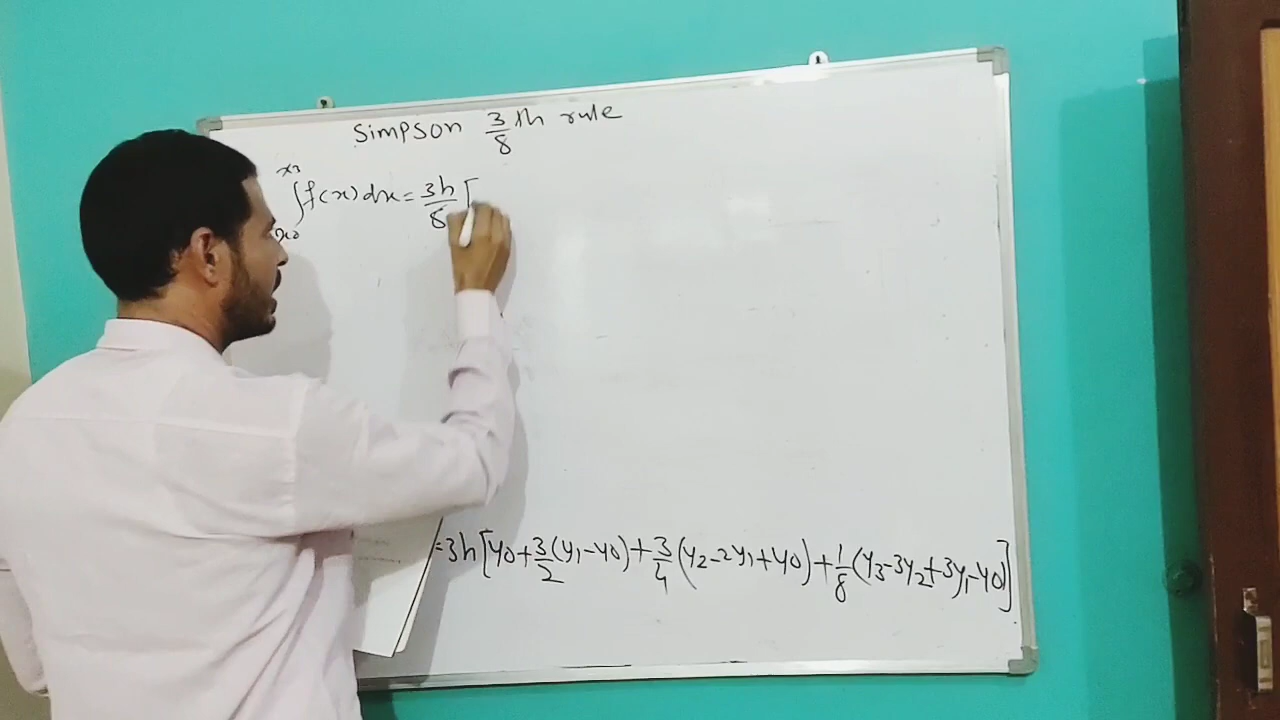 Simpson 3/8 th rule
∫_{x0}^{x3} f(x) dx = 3h/8 [
= 3h [y0 + 3/2 (y1 - y0) + 3/4 (y2 - 2y1 + y0) + 1/8 (y3 - 3y2 + 3y1 - y0)]